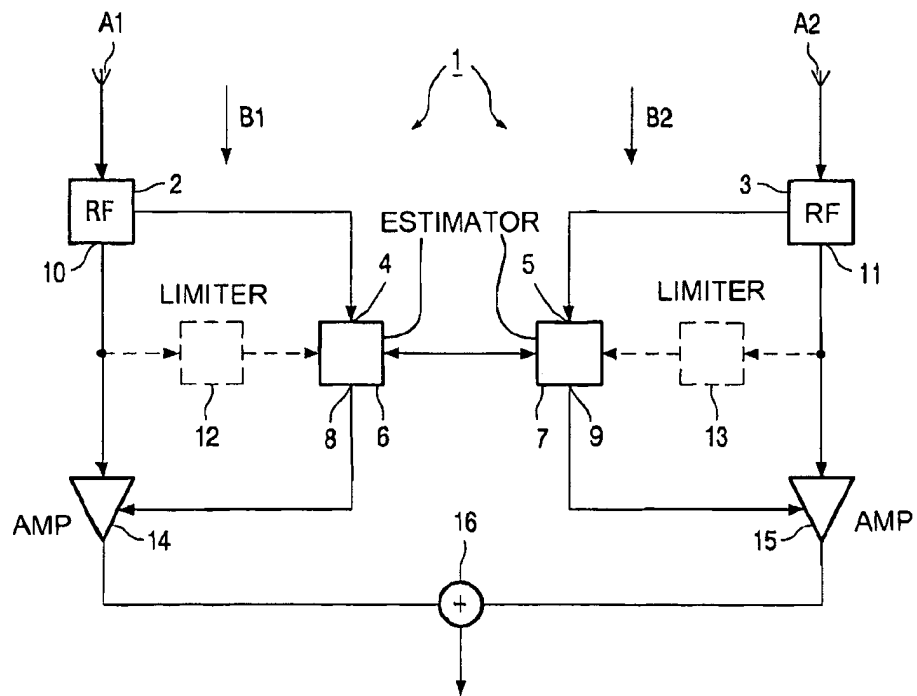 A1 A2
1
B1 B2
2 3
RF RF
ESTIMATOR
10 4 5 11
LIMITER LIMITER
12 8 6 7 9 13
AMP 14 15 AMP
16
+